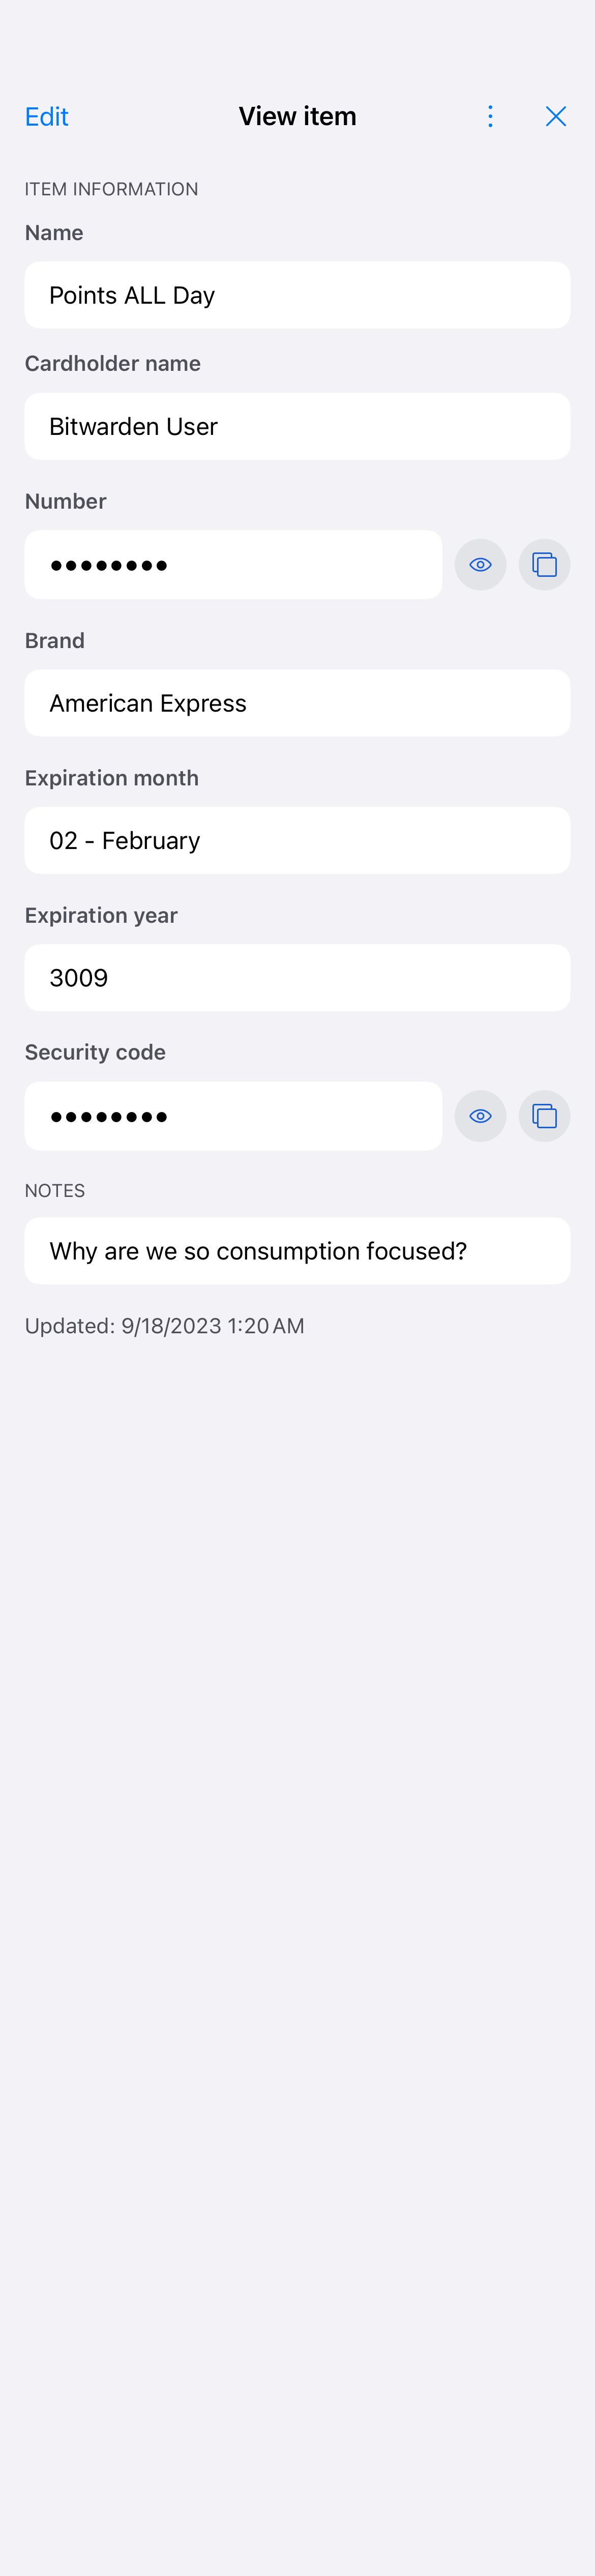 Edit View item
ITEM INFORMATION
Name
Points ALL Day
Cardholder name
Bitwarden User
Number
●●●●●●●●
Brand
American Express
Expiration month
02 - February
Expiration year
3009
Security code
●●●●●●●●
NOTES
Why are we so consumption focused?
Updated: 9/18/2023 1:20 AM